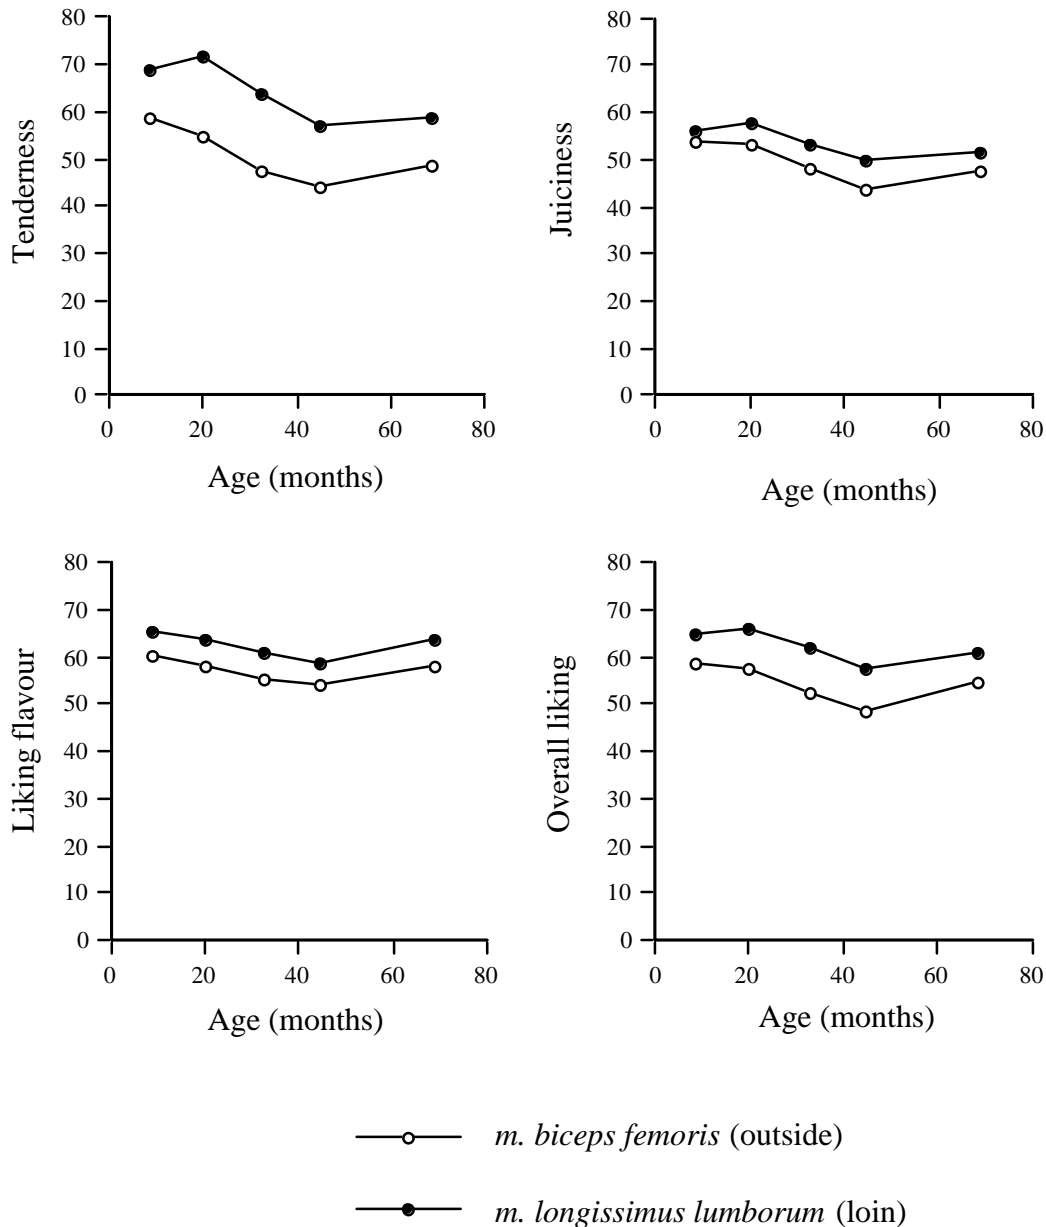 80
70
60
50
40
30
20
10
0
Tenderness
0 20 40 60 80
Age (months)
80
70
60
50
40
30
20
10
0
Juiciness
0 20 40 60 80
Age (months)
80
70
60
50
40
30
20
10
0
Liking flavour
0 20 40 60 80
Age (months)
80
70
60
50
40
30
20
10
0
Overall liking
0 20 40 60 80
Age (months)
m. biceps femoris (outside)
m. longissimus lumborum (loin)